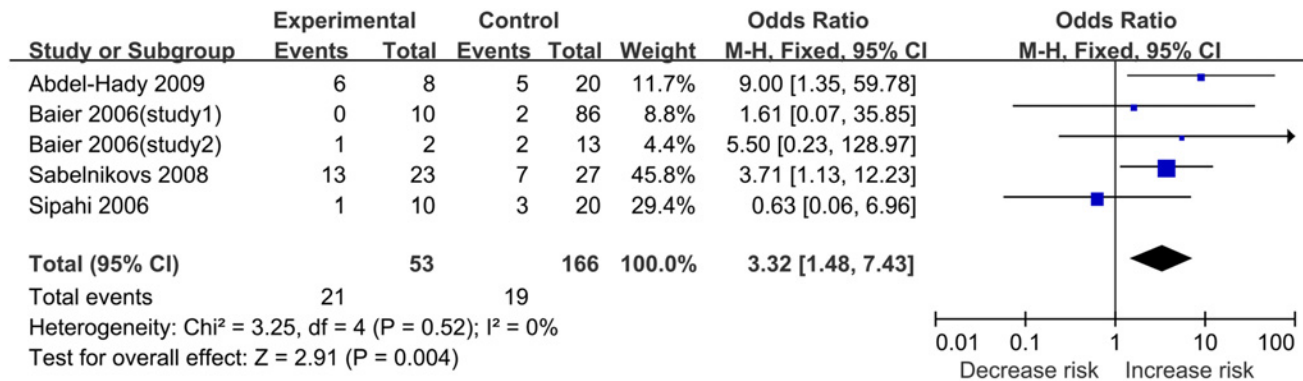 Experimental Control Odds Ratio Odds Ratio
Study or Subgroup Events Total Events Total Weight M-H, Fixed, 95% CI M-H, Fixed, 95% CI
Abdel-Hady 2009 6 8 5 20 11.7% 9.00 [1.35, 59.78]
Baier 2006(study1) 0 10 2 86 8.8% 1.61 [0.07, 35.85]
Baier 2006(study2) 1 2 2 13 4.4% 5.50 [0.23, 128.97]
Sabelnikovs 2008 13 23 7 27 45.8% 3.71 [1.13, 12.23]
Sipahi 2006 1 10 3 20 29.4% 0.63 [0.06, 6.96]
Total (95% CI) 53 166 100.0% 3.32 [1.48, 7.43]
Total events 21 19
Heterogeneity: Chi² = 3.25, df = 4 (P = 0.52); I² = 0%
Test for overall effect: Z = 2.91 (P = 0.004)
0.01 0.1 1 10 100
Decrease risk Increase risk